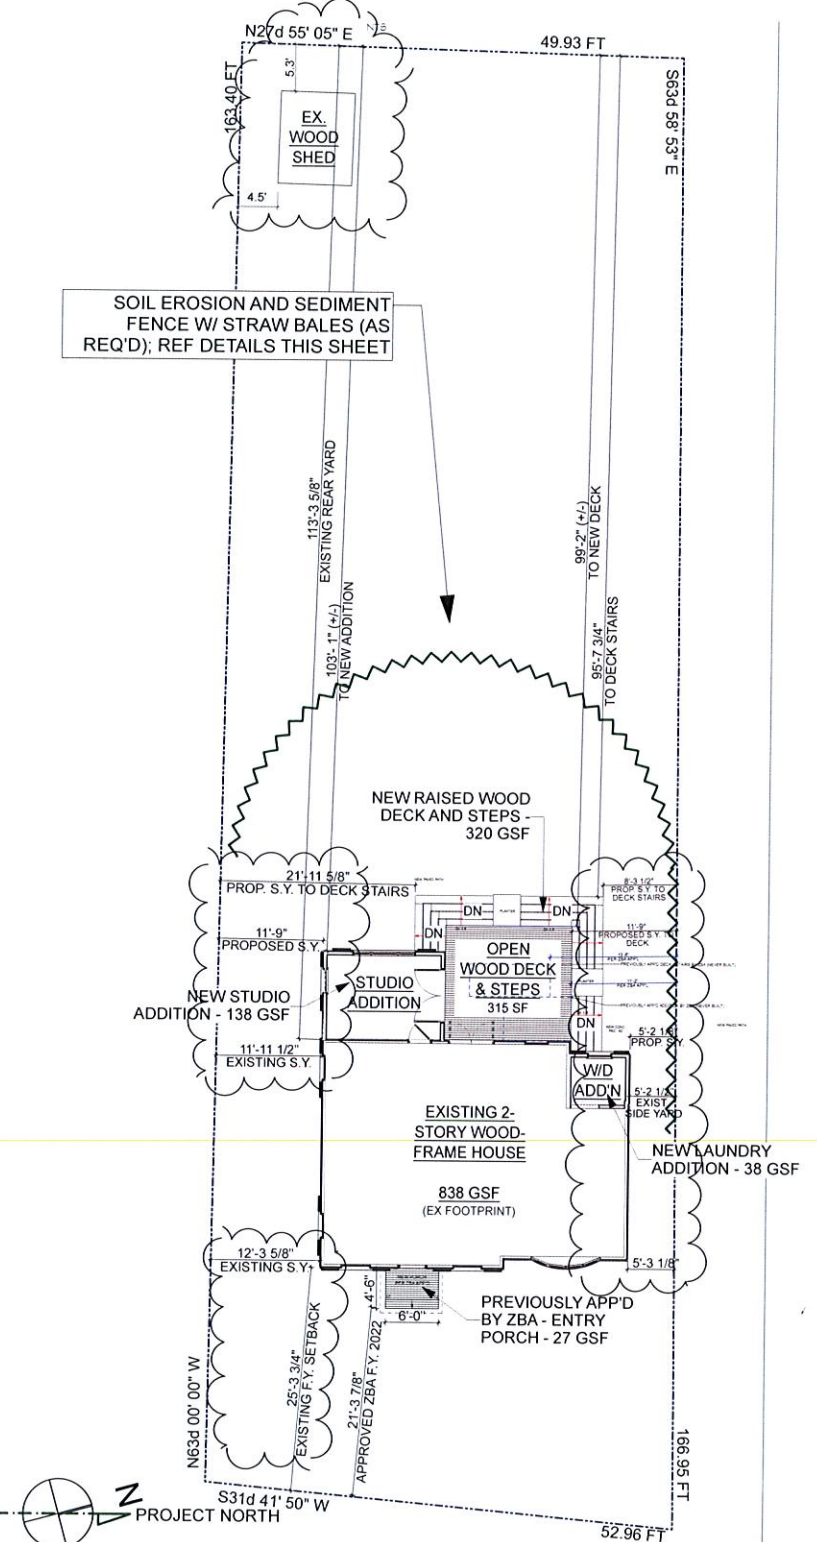 N27d 55' 05" E
49.93 FT
163.40 FT
S63d 58' 53" E
5.3'
EX.
WOOD
SHED
4.5'
SOIL EROSION AND SEDIMENT
FENCE W/ STRAW BALES (AS
REQ'D); REF DETAILS THIS SHEET
113'-3 5/8"
EXISTING REAR YARD
103'- 1" (+/-)
TO NEW ADDITION
99'-2" (+/-)
TO NEW DECK
95'-7 3/4"
TO DECK STAIRS
NEW RAISED WOOD
DECK AND STEPS -
320 GSF
21'-11 5/8"
PROP. S.Y. TO DECK STAIRS
8'-3 1/2"
PROP. S.Y. TO
DECK STAIRS
DN
PLANTER
DN
DN
11'-9"
PROPOSED S.Y.
11'-9"
PROPOSED S.Y. TO
DECK
OPEN
WOOD DECK
& STEPS
315 SF
STUDIO
ADDITION
NEW STUDIO
ADDITION - 138 GSF
DN
5'-2 1/2"
PROP. S.Y.
11'-11 1/2"
EXISTING S.Y.
W/D
ADD'N
5'-2 1/2"
EXIST
SIDE YARD
EXISTING 2-
STORY WOOD-
FRAME HOUSE
838 GSF
(EX FOOTPRINT)
NEW LAUNDRY
ADDITION - 38 GSF
12'-3 5/8"
EXISTING S.Y.
5'-3 1/8"
4'-6"
6'-0"
PREVIOUSLY APP'D
BY ZBA - ENTRY
PORCH - 27 GSF
25'-3 3/4"
EXISTING F.Y. SETBACK
21'-3 7/8"
APPROVED ZBA F.Y. 2022
N63d 00' 00" W
166.95 FT
S31d 41' 50" W
52.96 FT
N
PROJECT NORTH